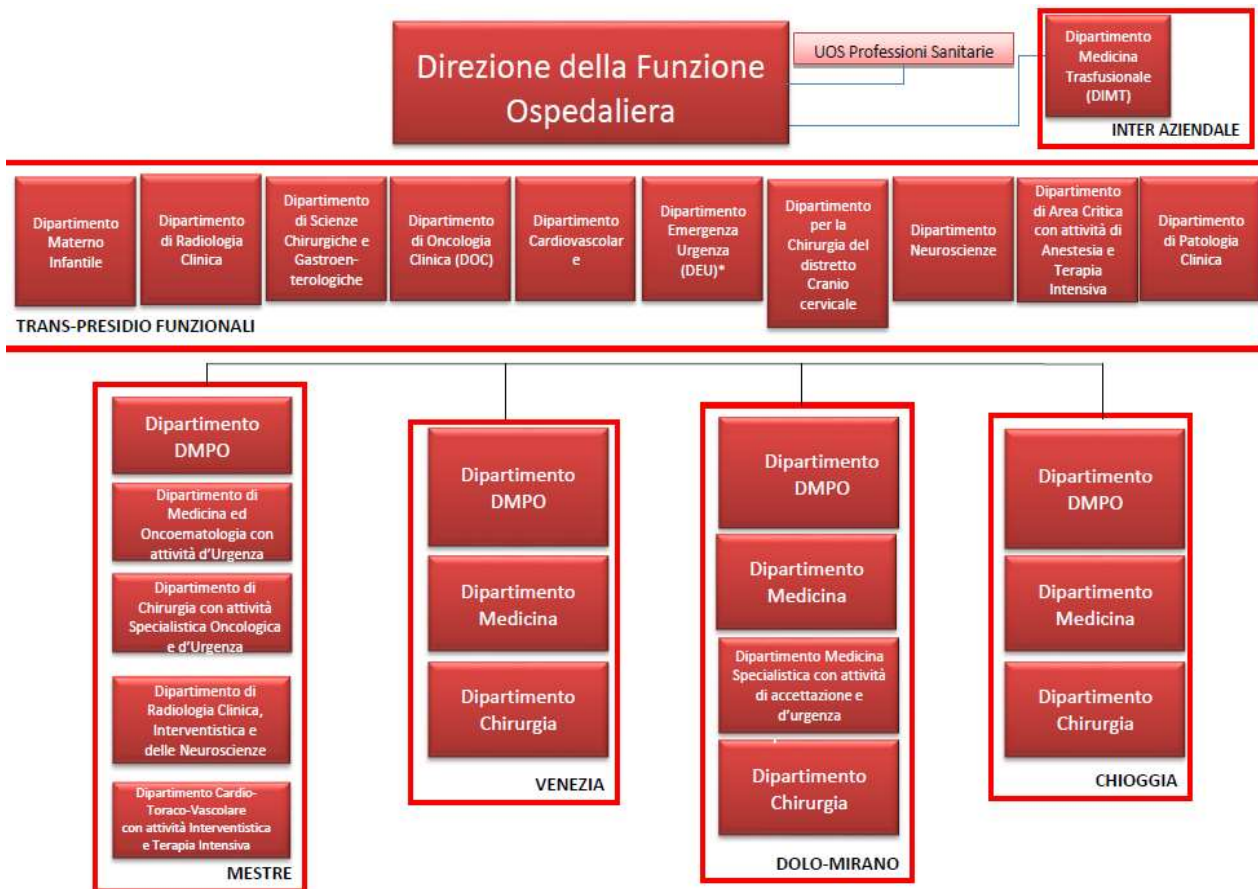 Direzione della Funzione
Ospedaliera
UOS Professioni Sanitarie
Dipartimento
Medicina
Trasfusionale
(DIMT)
INTER AZIENDALE
Dipartimento
Materno
Infantile
Dipartimento
di Radiologia
Clinica
Dipartimento
di Scienze
Chirurgiche e
Gastroen-
terologiche
Dipartimento
di Oncologia
Clinica (DOC)
Dipartimento
Cardiovascolar
e
Dipartimento
Emergenza
Urgenza
(DEU)*
Dipartimento
per la
Chirurgia del
distretto
Cranio
cervicale
Dipartimento
Neuroscienze
Dipartimento
di Area Critica
con attività di
Anestesia e
Terapia
Intensiva
Dipartimento
di Patologia
Clinica
TRANS-PRESIDIO FUNZIONALI
Dipartimento
DMPO
Dipartimento di
Medicina ed
Oncoematologia con
attività d’Urgenza
Dipartimento di
Chirurgia con attività
Specialistica Oncologica
e d’Urgenza
Dipartimento di
Radiologia Clinica,
Interventistica e
delle Neuroscienze
Dipartimento Cardio-
Toraco-Vascolare
con attività Interventistica
e Terapia Intensiva
MESTRE
Dipartimento
DMPO
Dipartimento
Medicina
Dipartimento
Chirurgia
VENEZIA
Dipartimento
DMPO
Dipartimento
Medicina
Dipartimento Medicina
Specialistica con attività
di accettazione e
d’urgenza
Dipartimento
Chirurgia
DOLO-MIRANO
Dipartimento
DMPO
Dipartimento
Medicina
Dipartimento
Chirurgia
CHIOGGIA